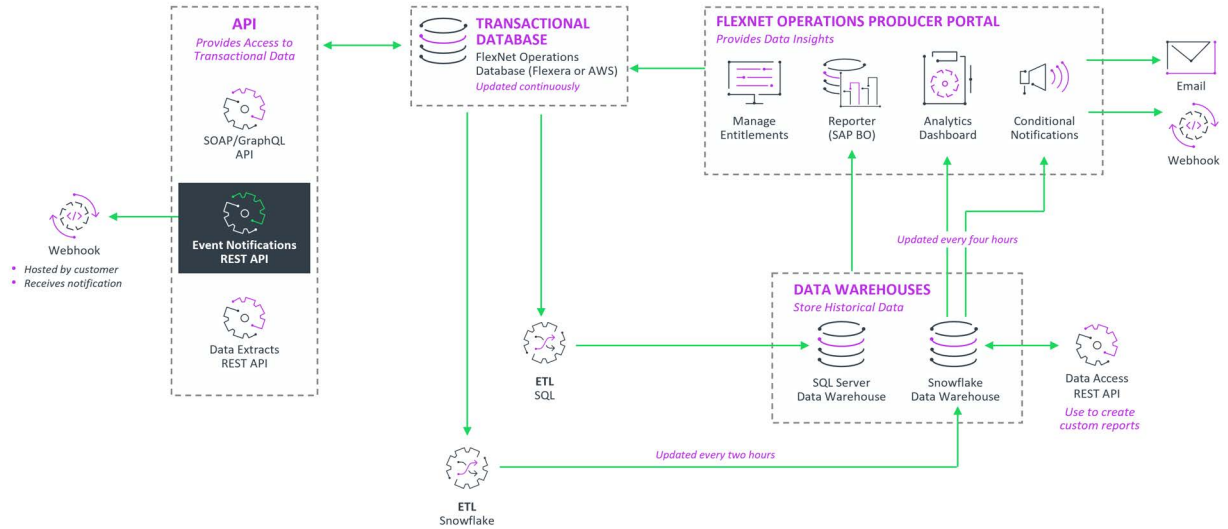 API
Provides Access to
Transactional Data
SOAP/GraphQL
API
Event Notifications
REST API
Data Extracts
REST API
Webhook
• Hosted by customer
• Receives notification
TRANSACTIONAL
DATABASE
FlexNet Operations
Database (Flexera or AWS)
Updated continuously
FLEXNET OPERATIONS PRODUCER PORTAL
Provides Data Insights
Manage
Entitlements
Reporter
(SAP BO)
Analytics
Dashboard
Conditional
Notifications
Email
Webhook
Updated every four hours
DATA WAREHOUSES
Store Historical Data
SQL Server
Data Warehouse
Snowflake
Data Warehouse
Data Access
REST API
Use to create
custom reports
ETL
SQL
Updated every two hours
ETL
Snowflake